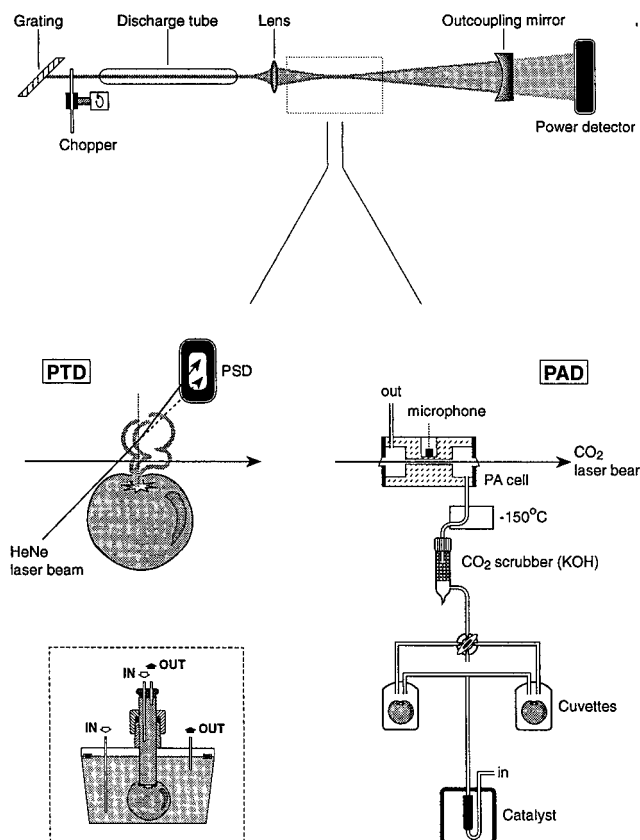 Grating
Discharge tube
Lens
Outcoupling mirror
Chopper
Power detector
PTD
PSD
PAD
out
microphone
CO2
laser beam
PA cell
-150°C
HeNe
laser beam
CO2 scrubber (KOH)
OUT
IN
IN
OUT
Cuvettes
in
Catalyst